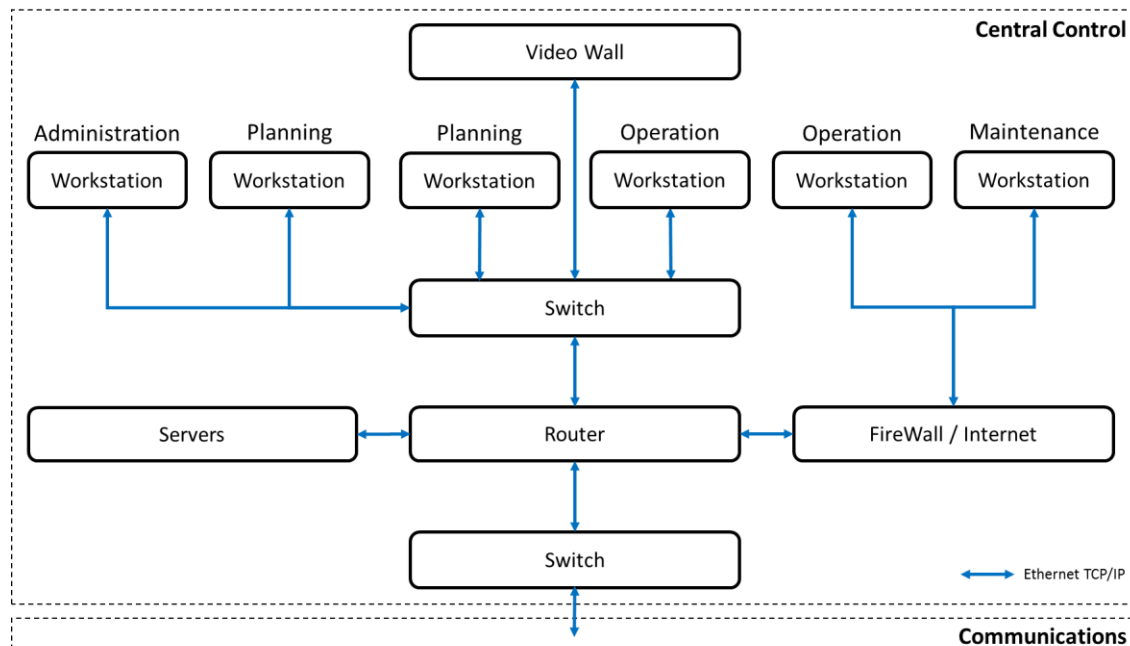 Central Control
Video Wall
Administration
Planning
Planning
Operation
Operation
Maintenance
Workstation
Workstation
Workstation
Workstation
Workstation
Workstation
Switch
Servers
Router
FireWall / Internet
Switch
Ethernet TCP/IP
Communications